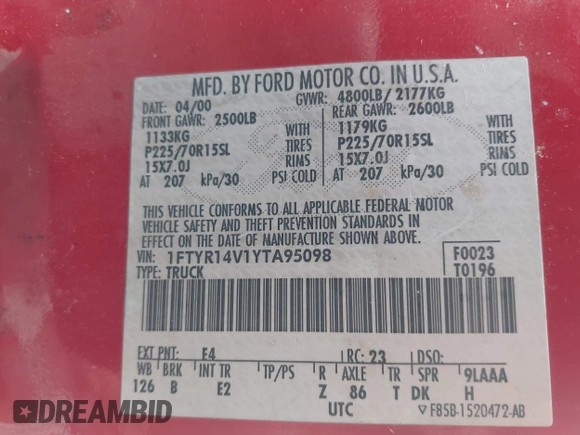 MFD. BY FORD MOTOR CO. IN U.S.A.
DATE: 04/00 GVWR: 4800LB/ 2177KG
FRONT GAWR: 2500LB REAR GAWR: 2600LB
1133KG WITH 1179KG WITH
P225/70R15SL TIRES P225/70R15SL TIRES
15X7.0J RIMS 15X7.0J RIMS
AT 207 kPa/30 PSI COLD AT 207 kPa/30 PSI COLD
THIS VEHICLE CONFORMS TO ALL APPLICABLE FEDERAL MOTOR
VEHICLE SAFETY AND THEFT PREVENTION STANDARDS IN
EFFECT ON THE DATE OF MANUFACTURE SHOWN ABOVE.
VIN: 1FTYR14V1YTA95098 F0023
TYPE: TRUCK T0196
EXT PNT: E4 RC: 23 DSO:
WB BRK INT TR TP/PS R AXLE TR SPR 9LAAA
126 B E2 Z 86 T DK H
UTC F85B-1520472-AB
DREAMBID